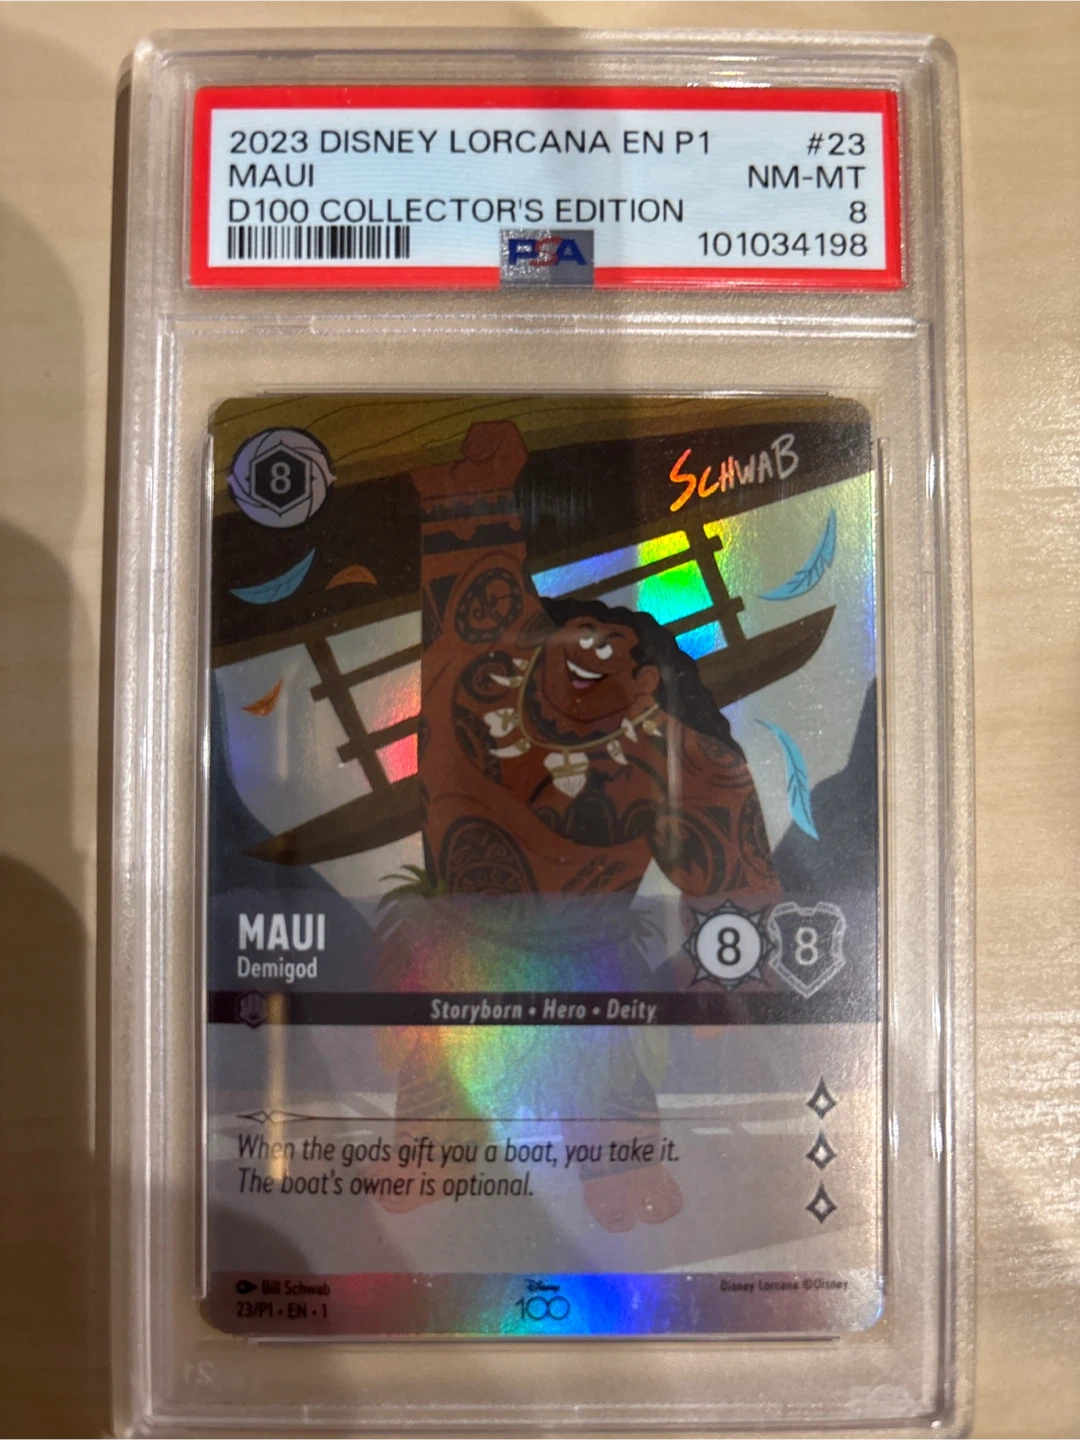 2023 DISNEY LORCANA EN P1 #23
MAUI NM-MT
D100 COLLECTOR'S EDITION 8
PSA 101034198
8
SCHWAB
MAUI
Demigod
8 8
Storyborn • Hero • Deity
When the gods gift you a boat, you take it.
The boat's owner is optional.
Bill Schwab Disney Lorcana ©Disney
23/P1 • EN • 1
Disney
100